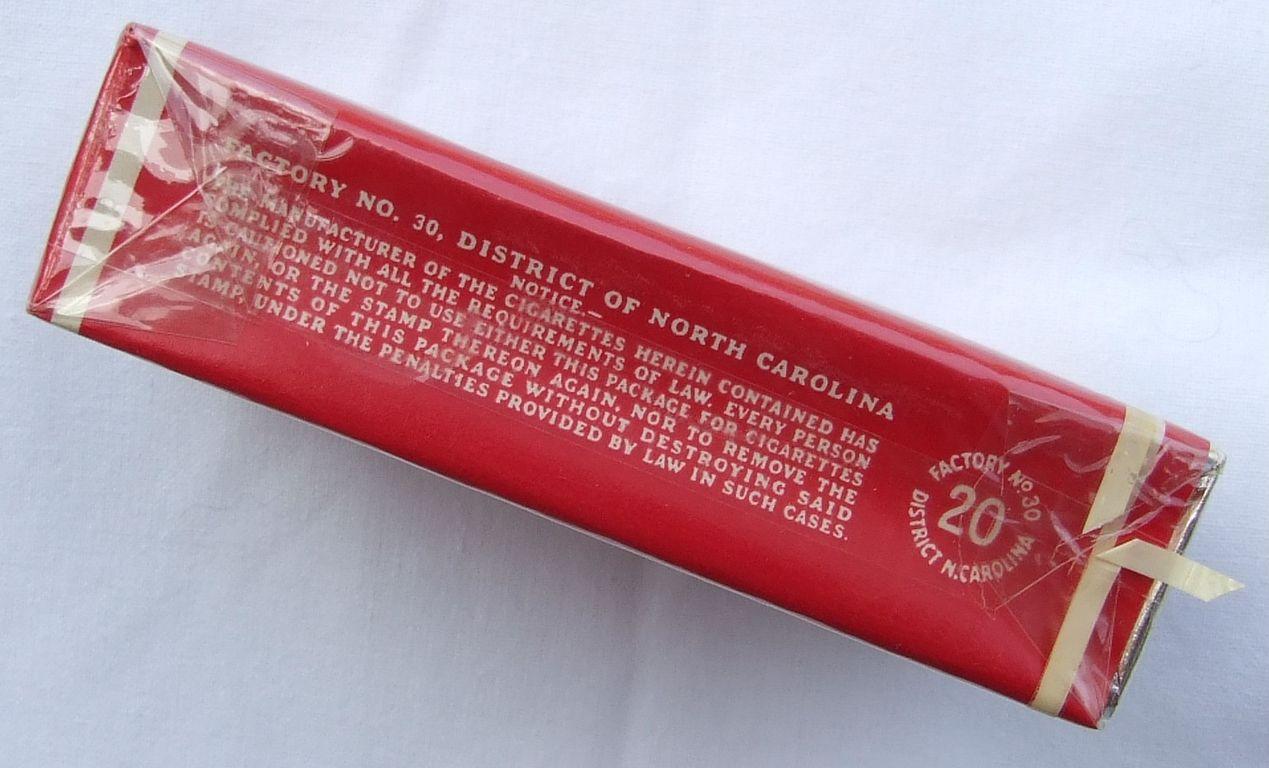 FACTORY NO. 30, DISTRICT OF NORTH CAROLINA
NOTICE.—
THE MANUFACTURER OF THE CIGARETTES HEREIN CONTAINED HAS
COMPLIED WITH ALL THE REQUIREMENTS OF LAW. EVERY PERSON
IS CAUTIONED NOT TO USE EITHER THIS PACKAGE FOR CIGARETTES
AGAIN, OR THE STAMP THEREON AGAIN, NOR TO REMOVE THE
CONTENTS OF THIS PACKAGE WITHOUT DESTROYING SAID
STAMP, UNDER THE PENALTIES PROVIDED BY LAW IN SUCH CASES.
FACTORY No. 30
20
DISTRICT N. CAROLINA